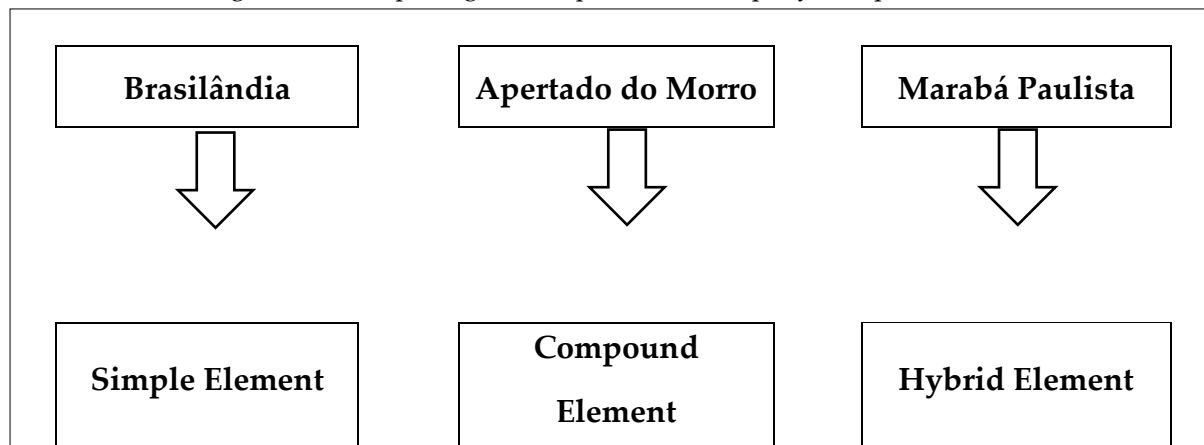 Brasilândia
Apertado do Morro
Marabá Paulista
Simple Element
Compound
Element
Hybrid Element